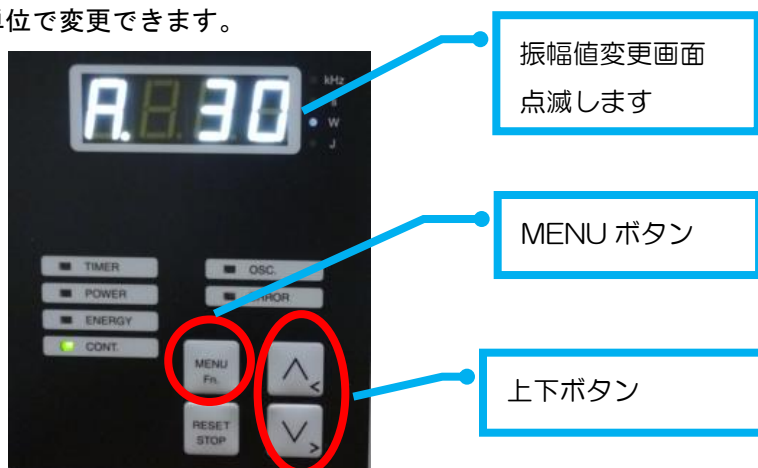 単位で変更できます。
A. 30
kHz
s
W
J
振幅値変更画面
点滅します
MENU ボタン
TIMER
OSC.
POWER
ENERGY
CONT.
MENU
Fn.
RESET
STOP
上下ボタン